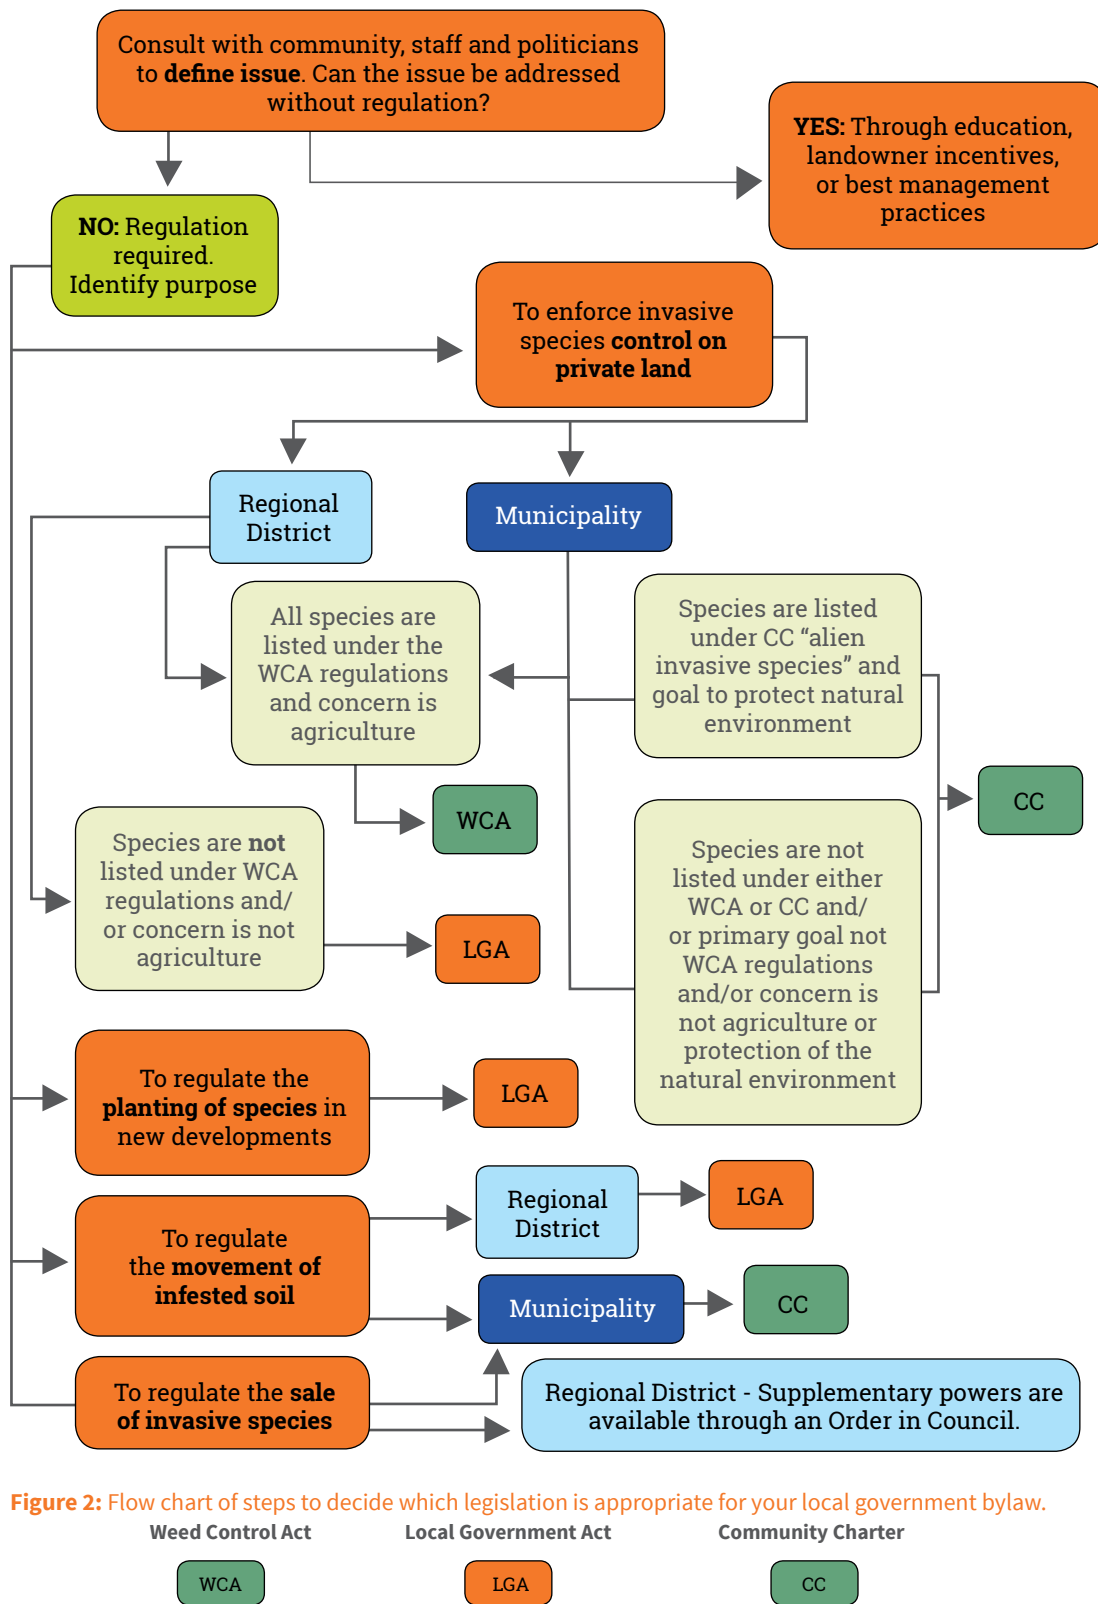 Consult with community, staff and politicians
to define issue. Can the issue be addressed
without regulation?
YES: Through education,
landowner incentives,
or best management
practices
NO: Regulation
required.
Identify purpose
To enforce invasive
species control on
private land
Regional
District
Municipality
All species are
listed under the
WCA regulations
and concern is
agriculture
Species are listed
under CC “alien
invasive species” and
goal to protect natural
environment
WCA
CC
Species are not
listed under WCA
regulations and/
or concern is not
agriculture
LGA
Species are not
listed under either
WCA or CC and/
or primary goal not
WCA regulations
and/or concern is
not agriculture or
protection of the
natural environment
To regulate the
planting of species in
new developments
LGA
To regulate
the movement of
infested soil
Regional
District
LGA
Municipality
CC
To regulate the sale
of invasive species
Regional District - Supplementary powers are
available through an Order in Council.
Figure 2: Flow chart of steps to decide which legislation is appropriate for your local government bylaw.
Weed Control Act
Local Government Act
Community Charter
WCA
LGA
CC